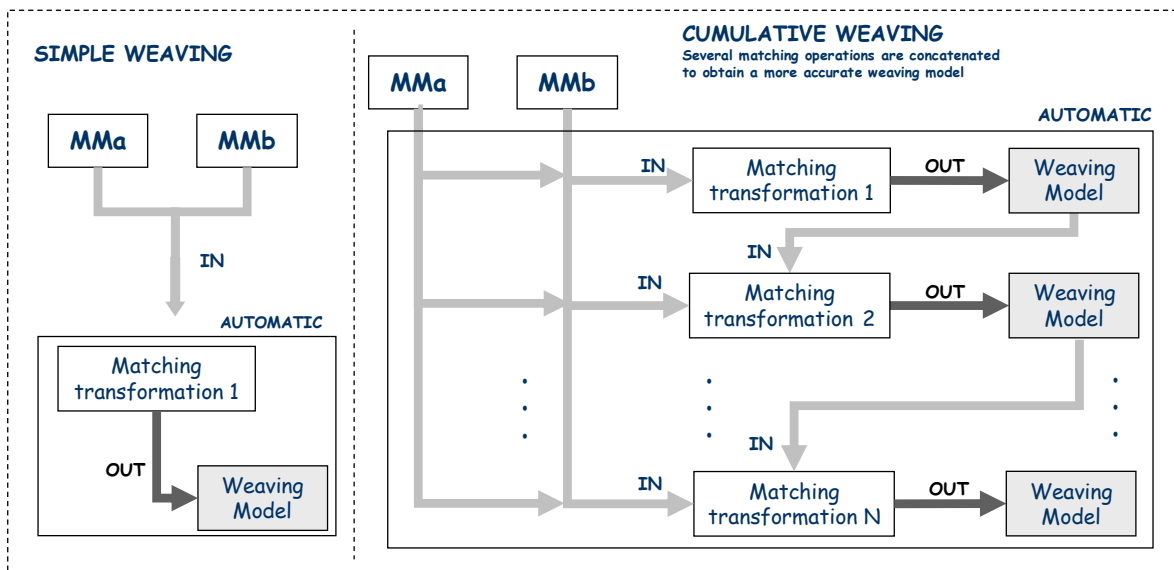 SIMPLE WEAVING
MMa
MMb
IN
AUTOMATIC
Matching
transformation 1
OUT
Weaving
Model
CUMULATIVE WEAVING
Several matching operations are concatenated
to obtain a more accurate weaving model
MMa
MMb
AUTOMATIC
IN
Matching
transformation 1
OUT
Weaving
Model
IN
IN
Matching
transformation 2
OUT
Weaving
Model
IN
IN
Matching
transformation N
OUT
Weaving
Model